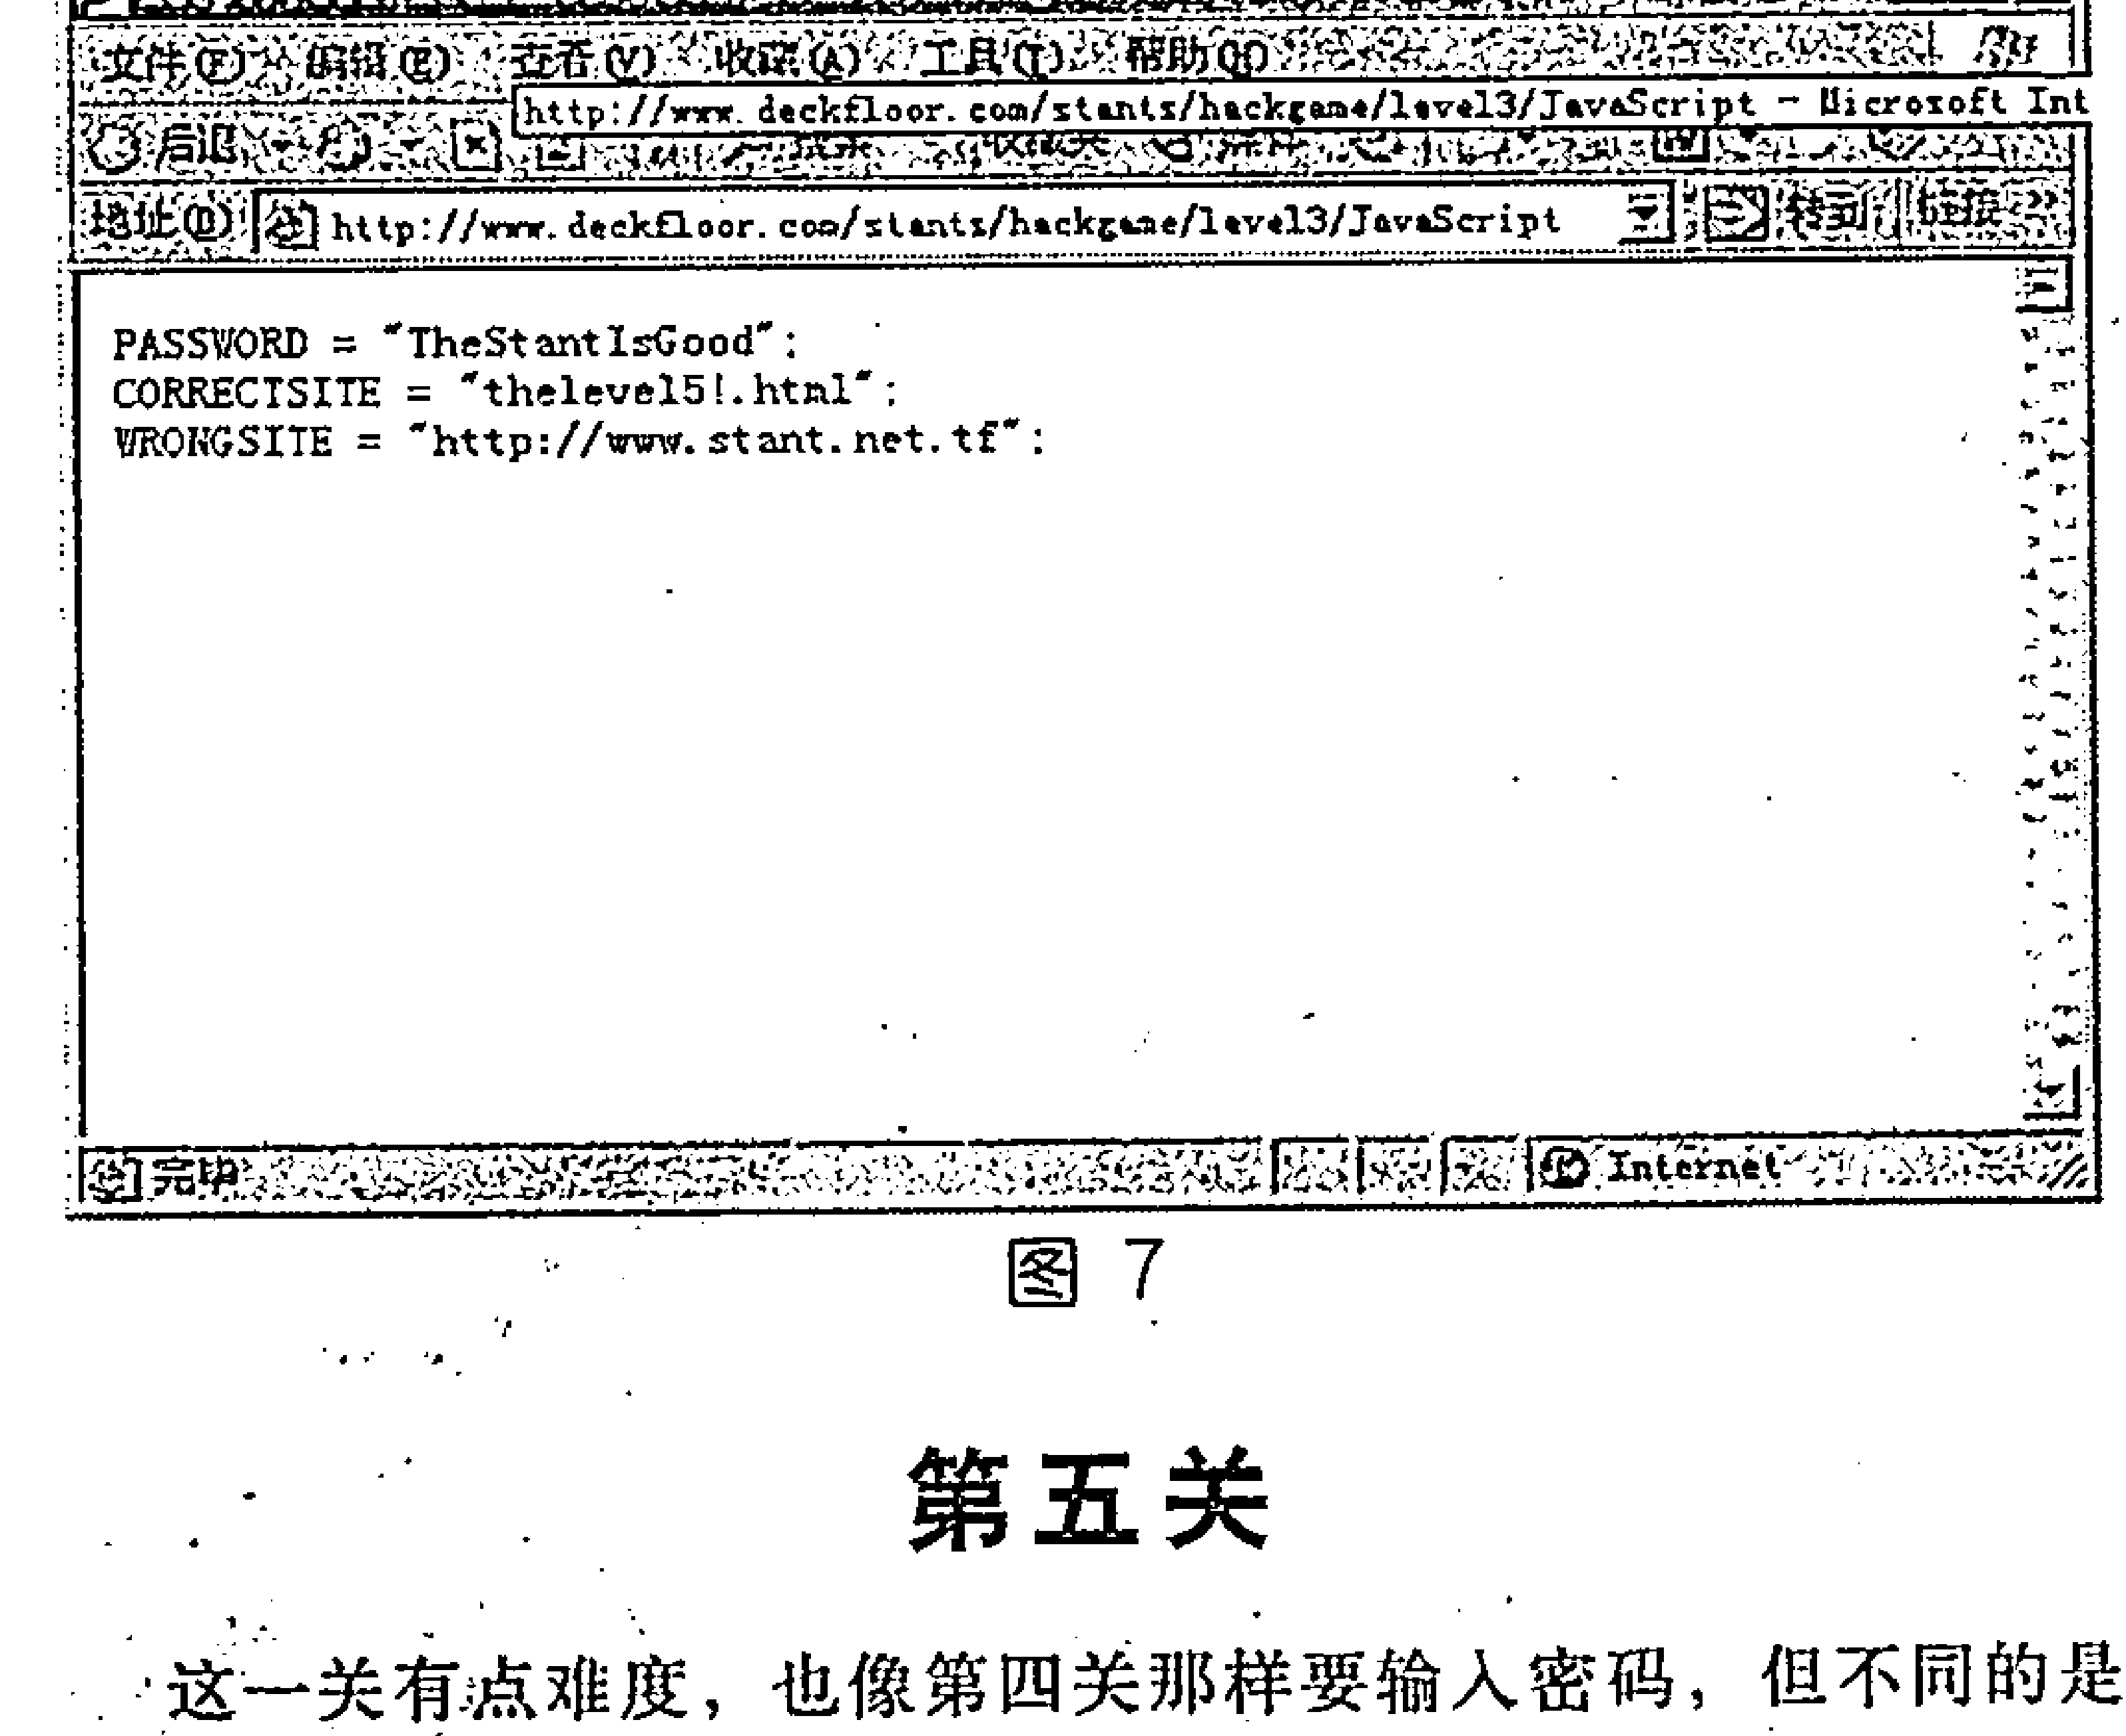 文件(F) 编辑(E) 查看(V) 收藏(A) 工具(T) 帮助(H)
http://www.deckfloor.com/stants/hackgame/level3/JavaScript - Microsoft Int
后退
地址(D) http://www.deckfloor.com/stants/hackgame/level3/JavaScript 转到 链接 »
PASSWORD = "TheStantIsGood";
CORRECTSITE = "thelevel5!.html";
WRONGSITE = "http://www.stant.net.tf";
完毕 Internet
图 7
第五关
这一关有点难度，也像第四关那样要输入密码，但不同的是